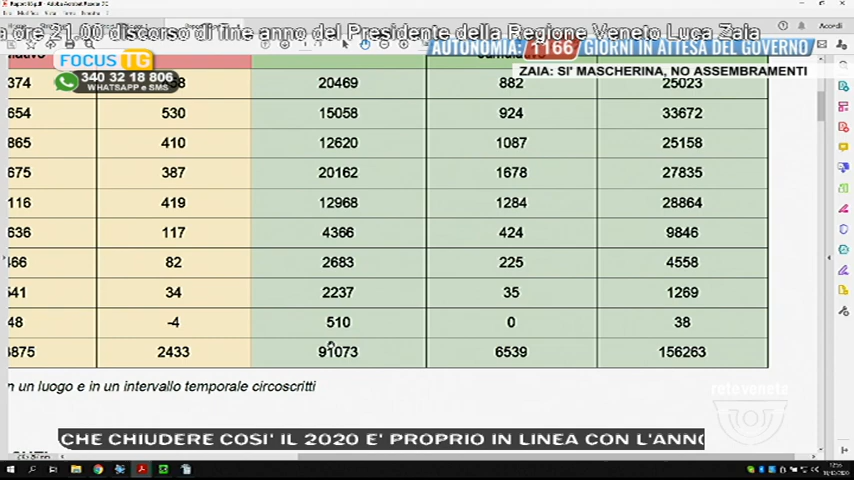 a ore 21.00 discorso di fine anno del Presidente della Regione Veneto Luca Zaia
Accedi
FOCUS TG
AUTONOMIA: 1166 GIORNI IN ATTESA DEL GOVERNO
340 32 18 806
WHATSAPP e SMS
ZAIA: SI' MASCHERINA, NO ASSEMBRAMENTI
374 20469 882 25023
654 530 15058 924 33672
865 410 12620 1087 25158
675 387 20162 1678 27835
116 419 12968 1284 28864
636 117 4366 424 9846
466 82 2683 225 4558
541 34 2237 35 1269
48 -4 510 0 38
3875 2433 91073 6539 156263
n un luogo e in un intervallo temporale circoscritti
reteveneta
CHE CHIUDERE COSI' IL 2020 E' PROPRIO IN LINEA CON L'ANNO